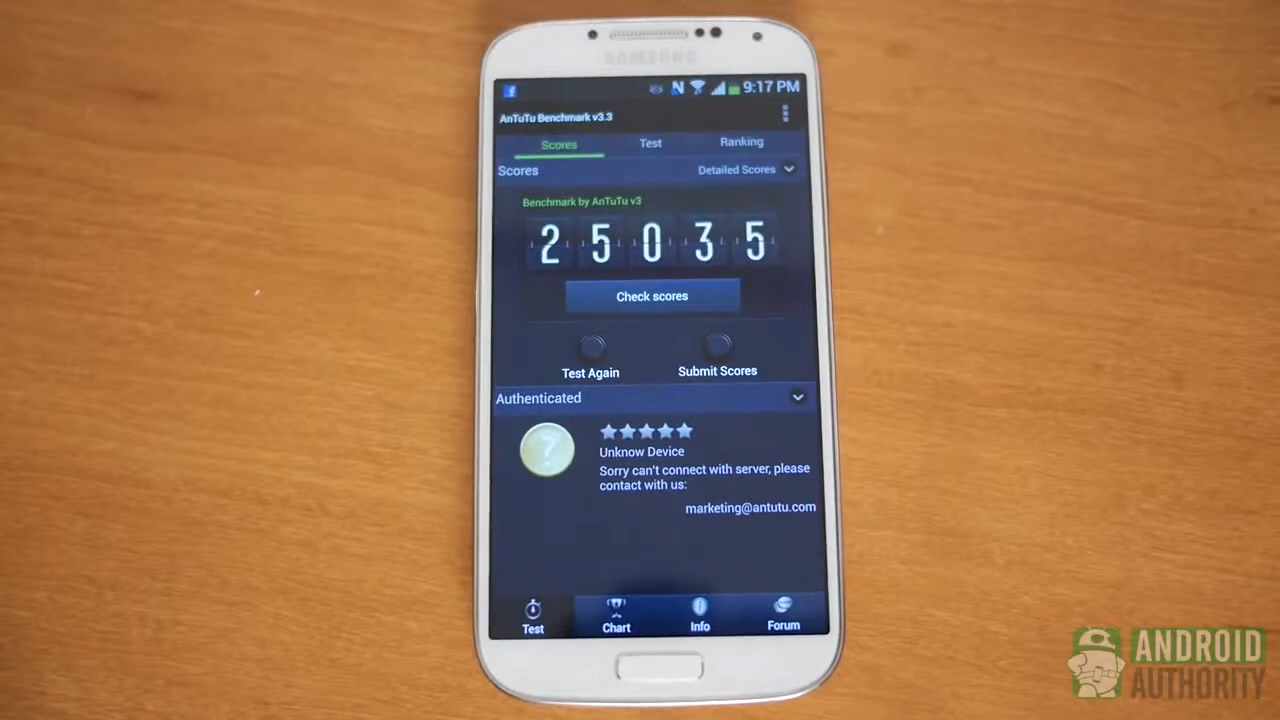 SAMSUNG
9:17 PM
AnTuTu Benchmark v3.3
Scores Test Ranking
Scores Detailed Scores
Benchmark by AnTuTu v3
25035
Check scores
Test Again Submit Scores
Authenticated
Unknow Device
Sorry can't connect with server, please
contact with us:
marketing@antutu.com
Test Chart Info Forum
ANDROID
AUTHORITY